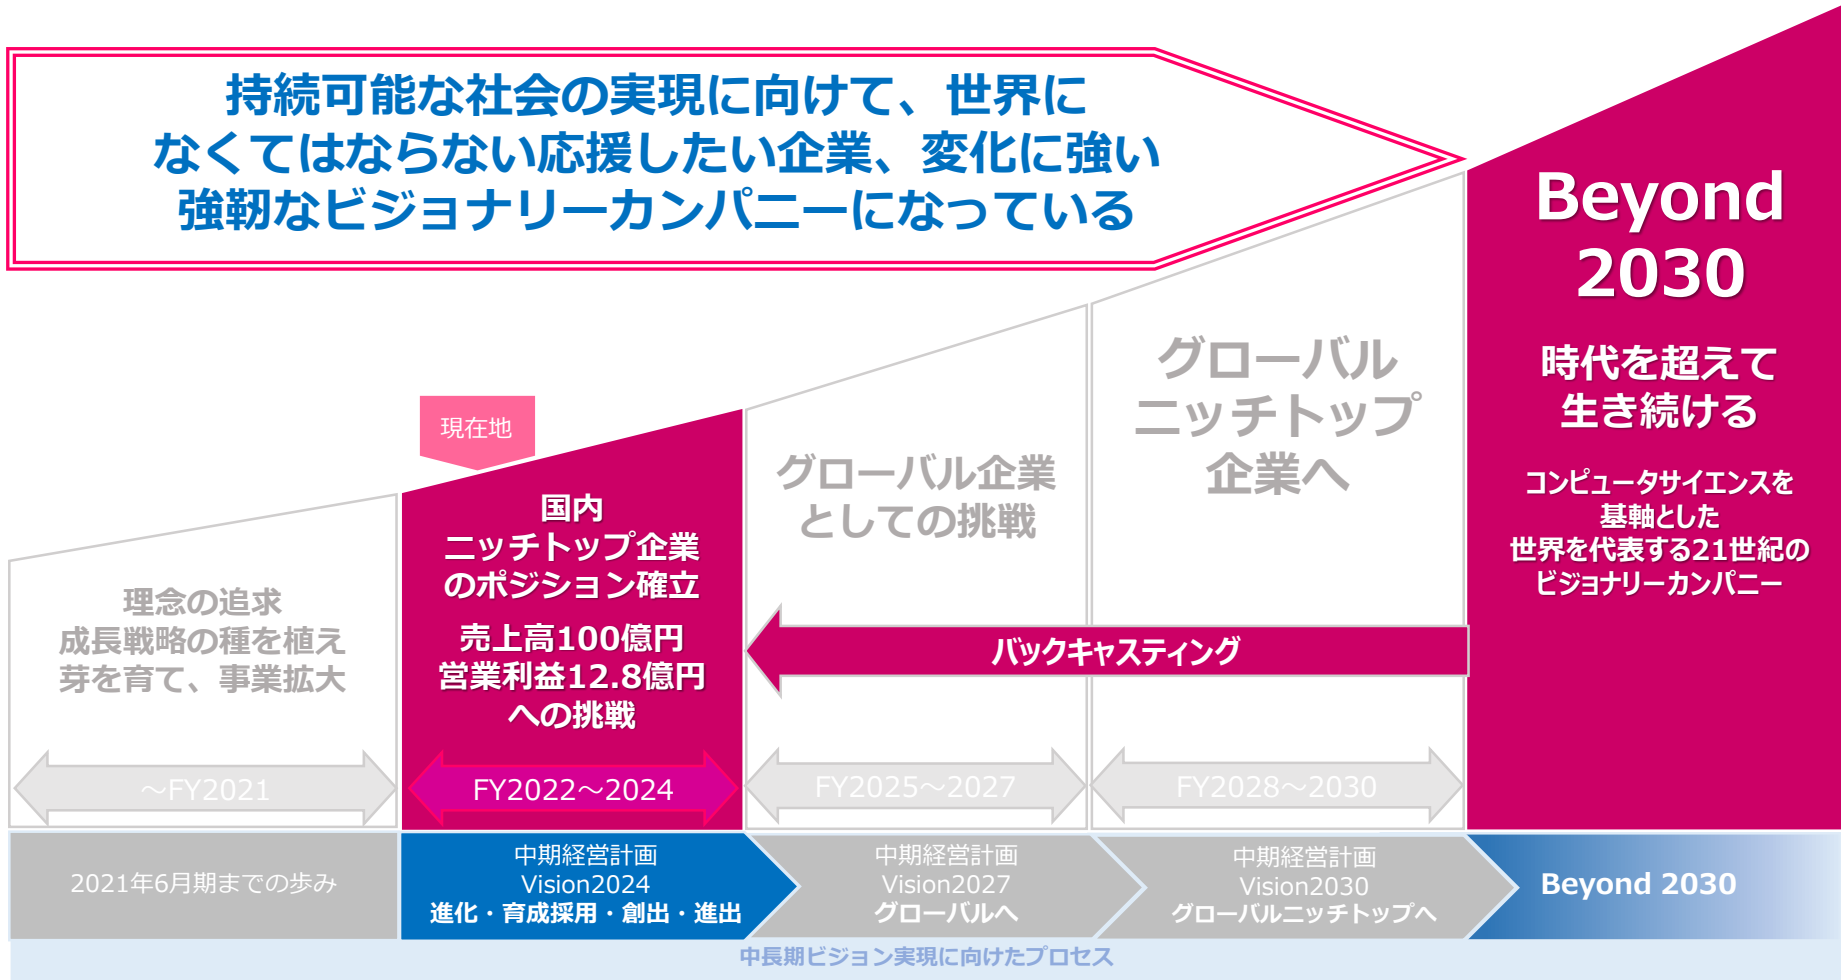 持続可能な社会の実現に向けて、世界に
なくてはならない応援したい企業、変化に強い
強靭なビジョナリーカンパニーになっている
現在地
理念の追求
成長戦略の種を植え
芽を育て、事業拡大
～FY2021
国内
ニッチトップ企業
のポジション確立
売上高100億円
営業利益12.8億円
への挑戦
FY2022～2024
グローバル企業
としての挑戦
FY2025～2027
グローバル
ニッチトップ
企業へ
FY2028～2030
バックキャスティング
Beyond
2030
時代を超えて
生き続ける
コンピュータサイエンスを
基軸とした
世界を代表する21世紀の
ビジョナリーカンパニー
2021年6月期までの歩み
中期経営計画
Vision2024
進化・育成採用・創出・進出
中期経営計画
Vision2027
グローバルへ
中期経営計画
Vision2030
グローバルニッチトップへ
Beyond 2030
中長期ビジョン実現に向けたプロセス